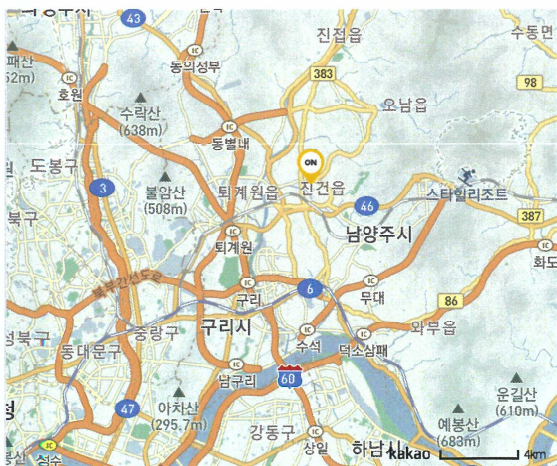 43
진접읍
수동면
동의정부
383
98
호원
수락산
(638m)
오남읍
동별내
ON
도봉구
3
불암산
(508m)
퇴계원읍
진건읍
스타힐리조트
46
387
북구
남양주시
퇴계원
화도
북부간선도로
구리
6
무대
86
중랑구
구리시
와부읍
성북구
동대문구
수석
덕소삼패
남구리
60
아차산
(295.7m)
47
운길산
(610m)
예봉산
(683m)
강동구
하남시
상일
성수
kakao
4km